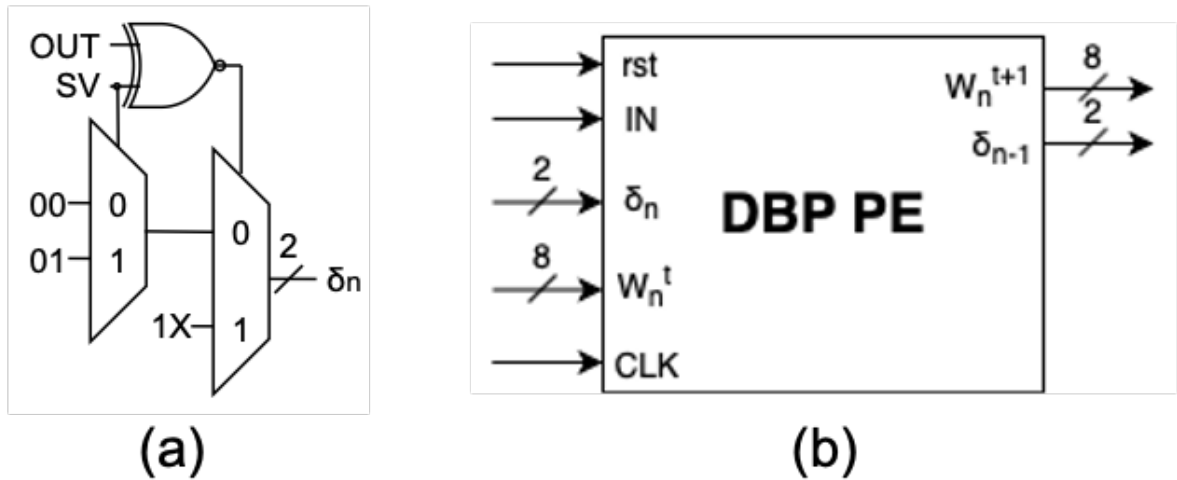 OUT
SV
00
0
01
1
0
2
δn
1X
1
(a)
rst
IN
2
δn
8
Wnt
CLK
DBP PE
8
Wnt+1
2
δn-1
(b)